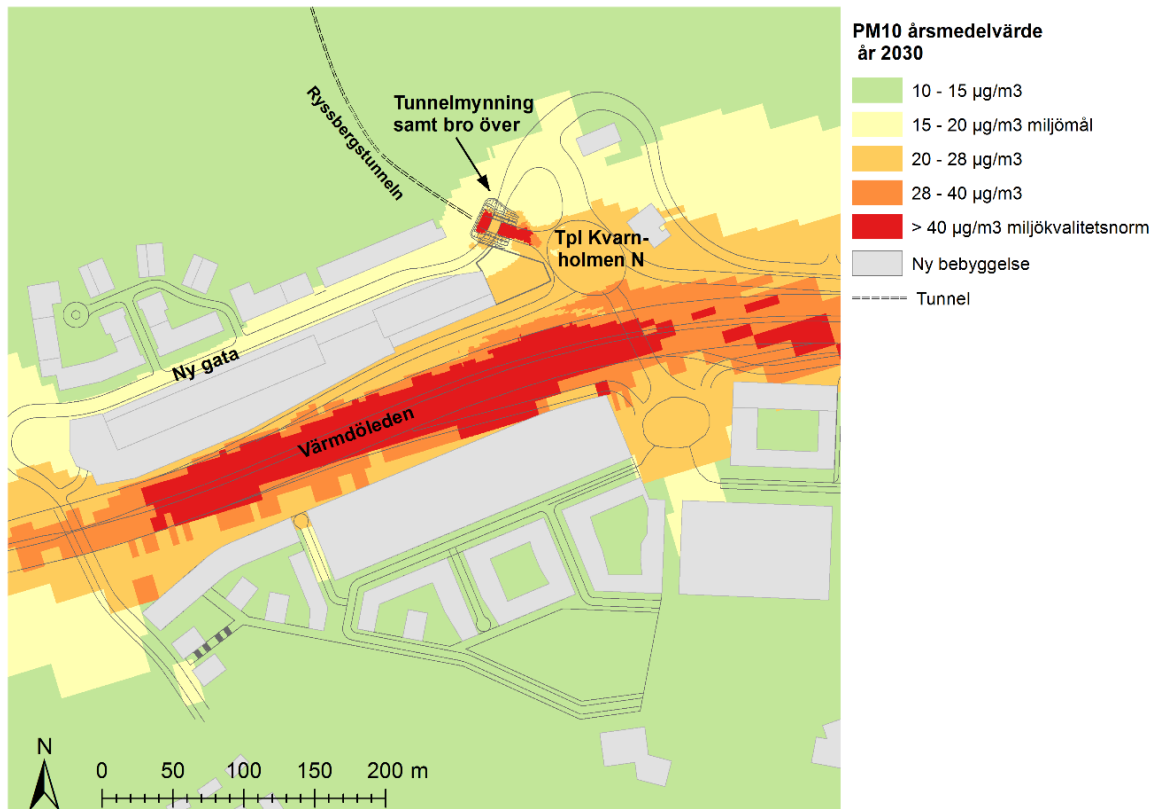 PM10 årsmedelvärde
år 2030
10 - 15 µg/m3
15 - 20 µg/m3 miljömål
20 - 28 µg/m3
28 - 40 µg/m3
> 40 µg/m3 miljökvalitetsnorm
Ny bebyggelse
Tunnel
Ryssbergstunneln
Tunnelmynning
samt bro över
Tpl Kvarn-
holmen N
Ny gata
Värmdöleden
N
0 50 100 150 200 m